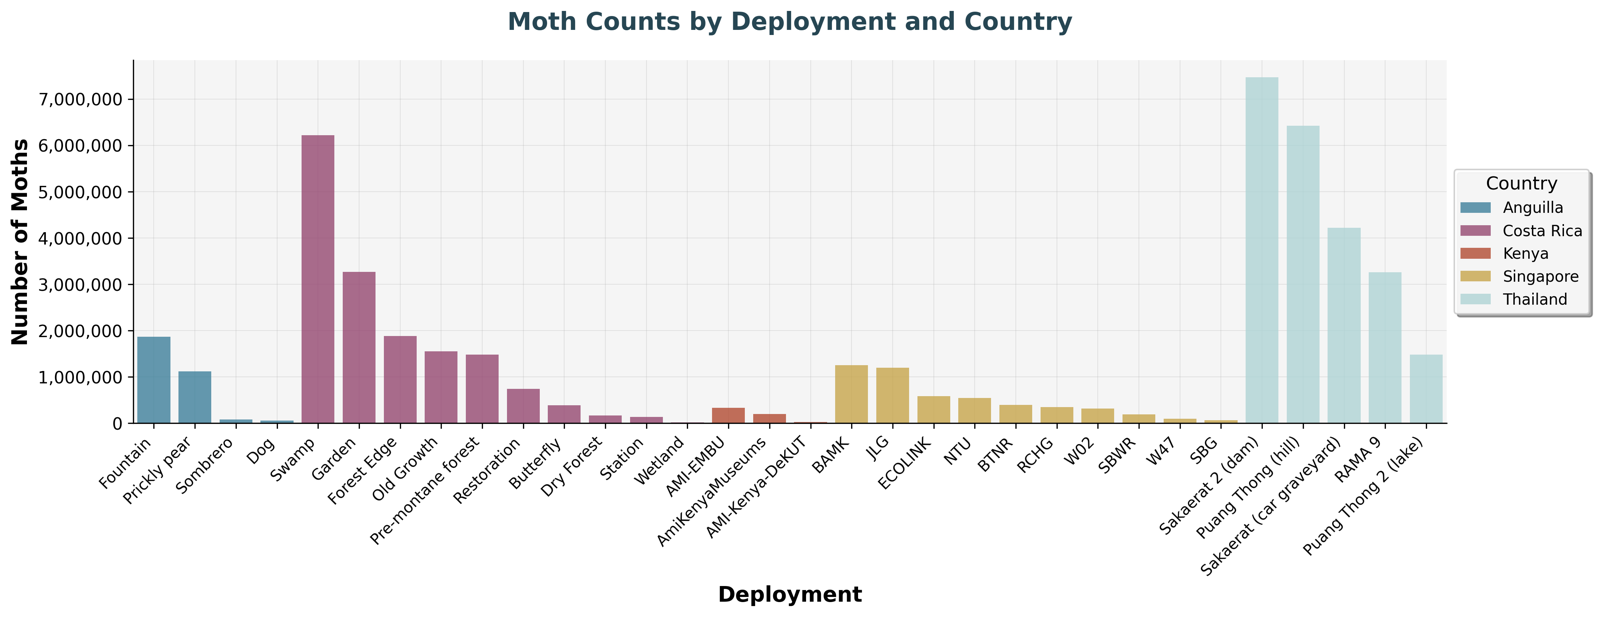 Moth Counts by Deployment and Country
Number of Moths
7,000,000
6,000,000
5,000,000
4,000,000
3,000,000
2,000,000
1,000,000
0
Fountain
Prickly pear
Sombrero
Dog
Swamp
Garden
Forest Edge
Old Growth
Pre-montane forest
Restoration
Butterfly
Dry Forest
Station
Wetland
AMI-EMBU
AmiKenyaMuseums
AMI-Kenya-DeKUT
BAMK
JLG
ECOLINK
NTU
BTNR
RCHG
W02
SBWR
W47
SBG
Sakaerat 2 (dam)
Puang Thong (hill)
Sakaerat (car graveyard)
RAMA 9
Puang Thong 2 (lake)
Deployment
Country
Anguilla
Costa Rica
Kenya
Singapore
Thailand